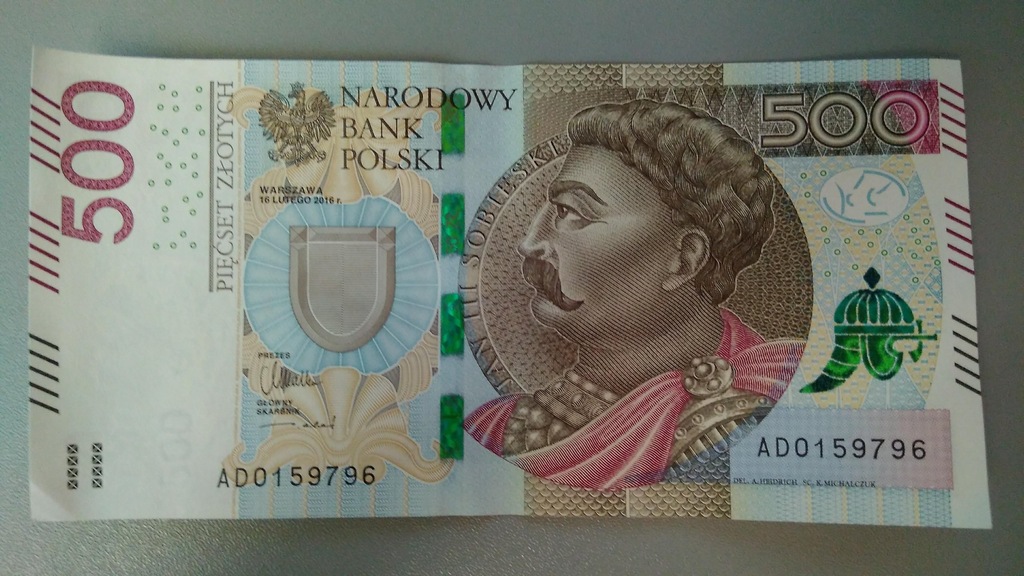 500
PIĘĆSET ZŁOTYCH
NARODOWY
BANK
POLSKI
WARSZAWA
16 LUTEGO 2016 r.
PREZES
GŁÓWNY
SKARBNIK
AD0159796
JAN III SOBIESKI
500
AD0159796
DEL. A. HEIDRICH SC. K. MICHALCZUK